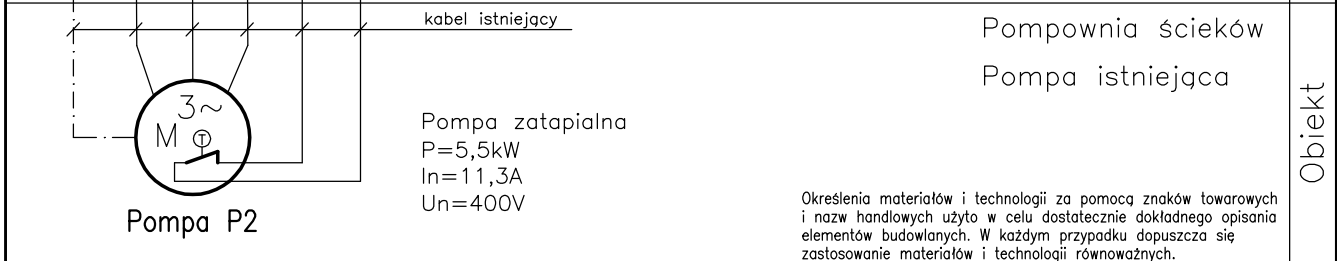 kabel istniejący
Pompownia ścieków
Pompa istniejąca
Obiekt
3~
M
T
Pompa zatapialna
P=5,5kW
In=11,3A
Un=400V
Pompa P2
Określenia materiałów i technologii za pomocą znaków towarowych
i nazw handlowych użyto w celu dostatecznie dokładnego opisania
elementów budowlanych. W każdym przypadku dopuszcza się
zastosowanie materiałów i technologii równoważnych.